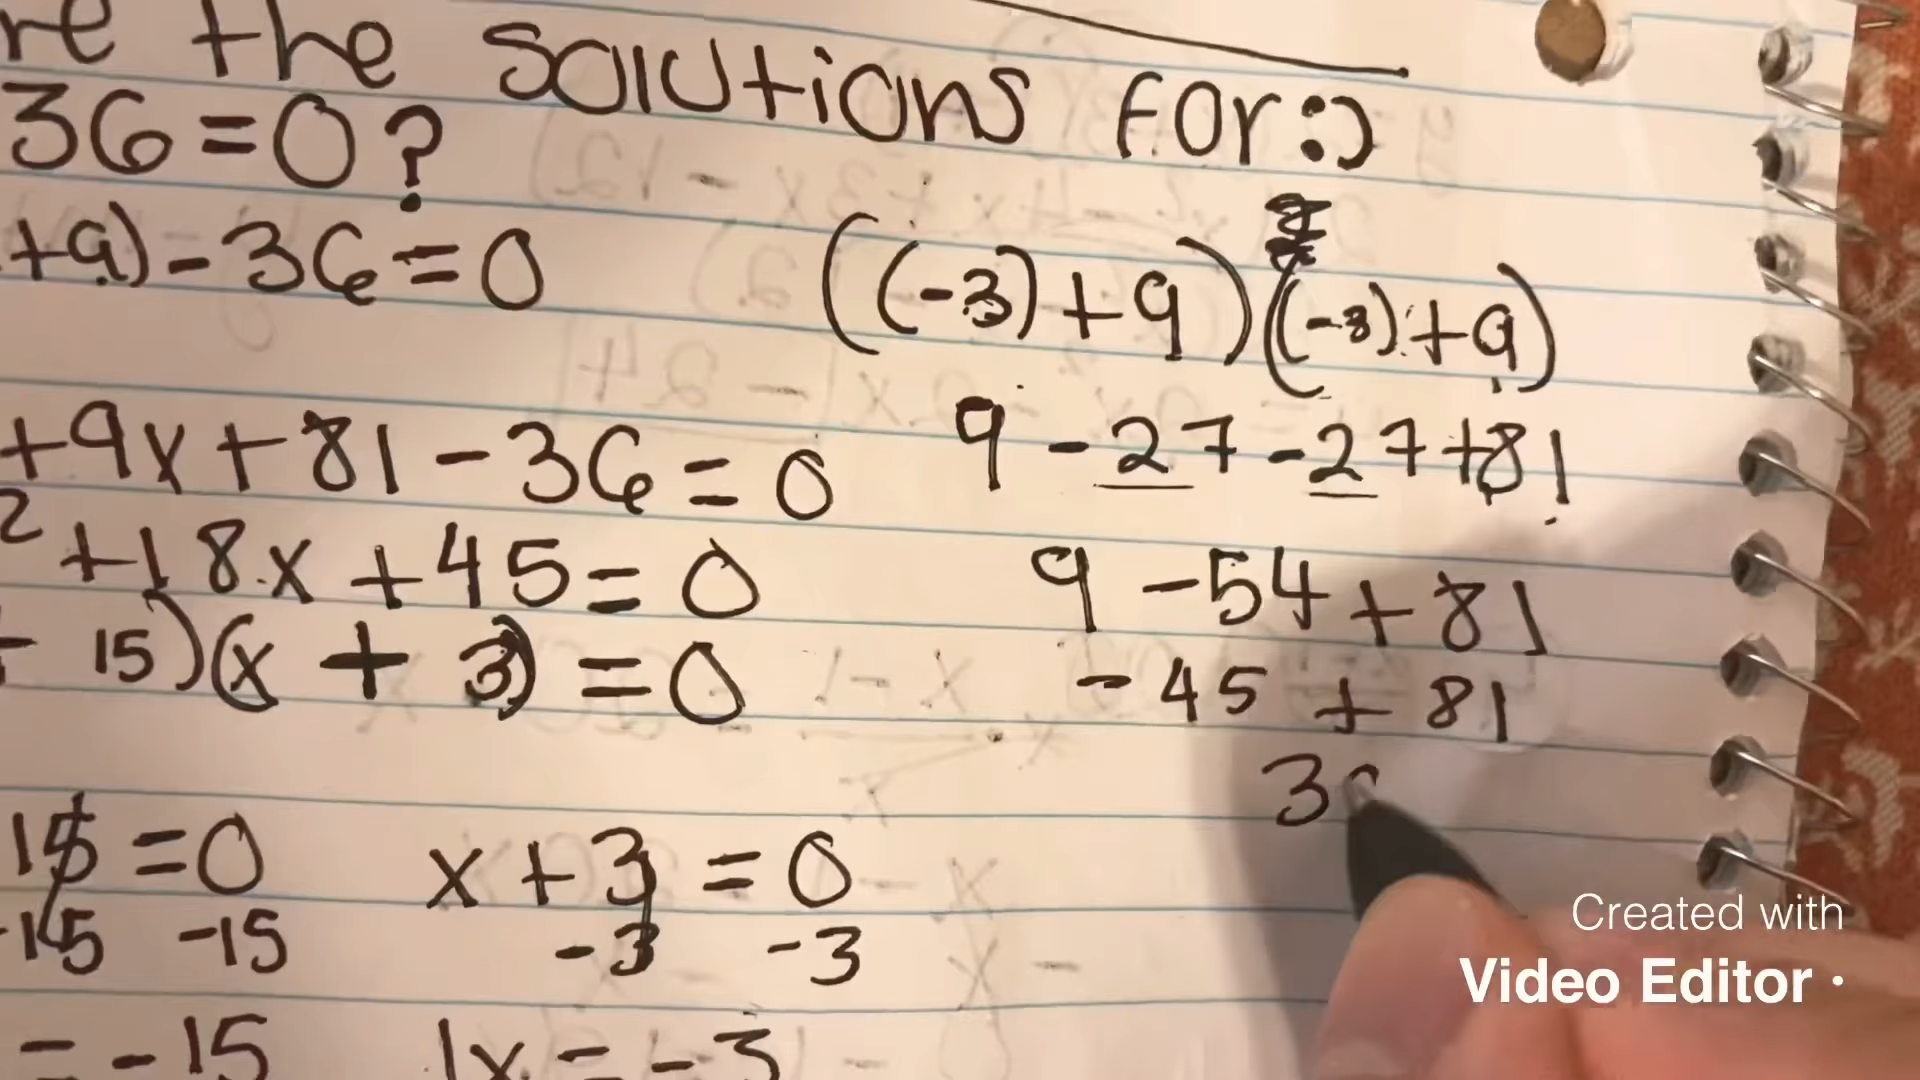 re the solutions for:)
36=0?
+9)-36=0
+9x+81-36=0
2+18x+45=0
15)(x+3)=0
15=0
-15 -15
=-15
x+3=0
-3 -3
1x=-3
((-3)+9)((-3)+9)
9-27-27+81
9-54+81
-45+81
3
Created with
Video Editor ·